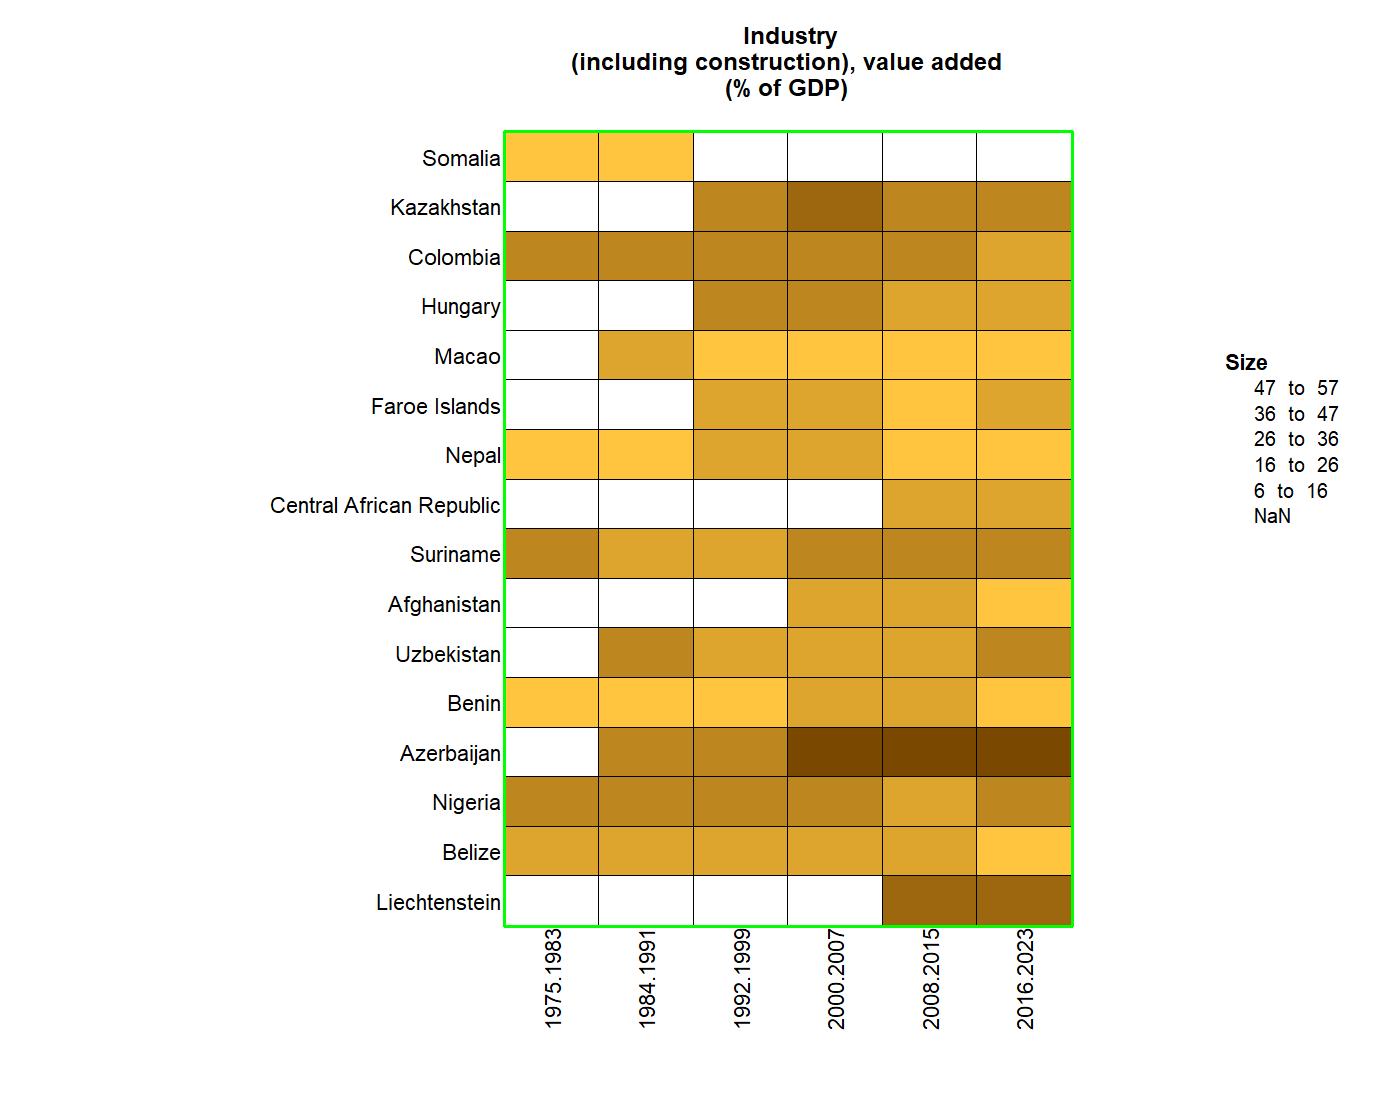 Industry
(including construction), value added
(% of GDP)
Somalia
Kazakhstan
Colombia
Hungary
Macao
Faroe Islands
Nepal
Central African Republic
Suriname
Afghanistan
Uzbekistan
Benin
Azerbaijan
Nigeria
Belize
Liechtenstein
1975.1983
1984.1991
1992.1999
2000.2007
2008.2015
2016.2023
Size
47 to 57
36 to 47
26 to 36
16 to 26
6 to 16
NaN